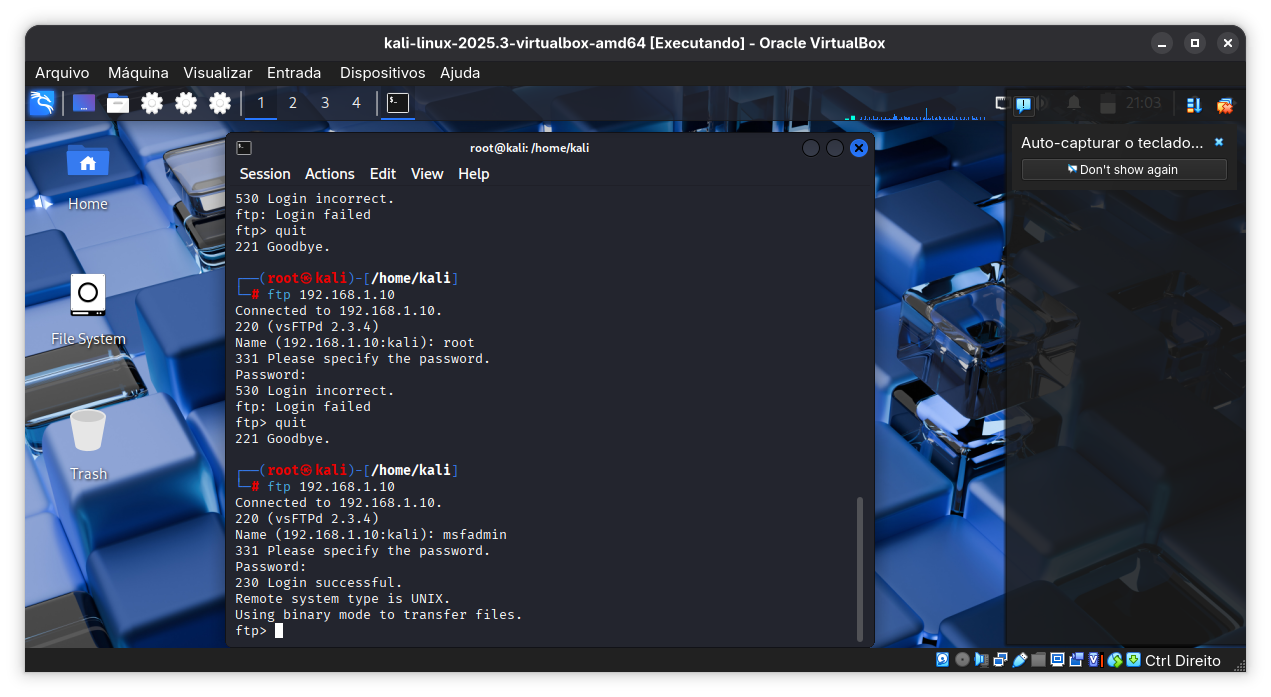 kali-linux-2025.3-virtualbox-amd64 [Executando] - Oracle VirtualBox
Arquivo Máquina Visualizar Entrada Dispositivos Ajuda
1 2 3 4 21:03
Auto-capturar o teclado...
Don't show again
Home
File System
Trash
root@kali: /home/kali
Session Actions Edit View Help
530 Login incorrect.
ftp: Login failed
ftp> quit
221 Goodbye.
┌──(root㉿kali)-[/home/kali]
└─# ftp 192.168.1.10
Connected to 192.168.1.10.
220 (vsFTPd 2.3.4)
Name (192.168.1.10:kali): root
331 Please specify the password.
Password:
530 Login incorrect.
ftp: Login failed
ftp> quit
221 Goodbye.
┌──(root㉿kali)-[/home/kali]
└─# ftp 192.168.1.10
Connected to 192.168.1.10.
220 (vsFTPd 2.3.4)
Name (192.168.1.10:kali): msfadmin
331 Please specify the password.
Password:
230 Login successful.
Remote system type is UNIX.
Using binary mode to transfer files.
ftp>
Ctrl Direito